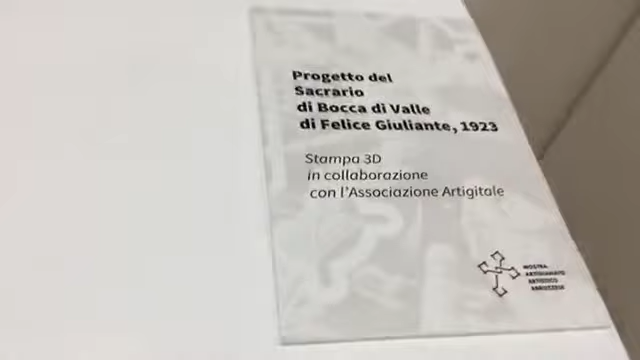 Progetto del
Sacrario
di Bocca di Valle
di Felice Giuliante, 1923
Stampa 3D
in collaborazione
con l'Associazione Artigitale
MOSTRA
ARTIGIANATO
ARTISTICO
ABRUZZESE